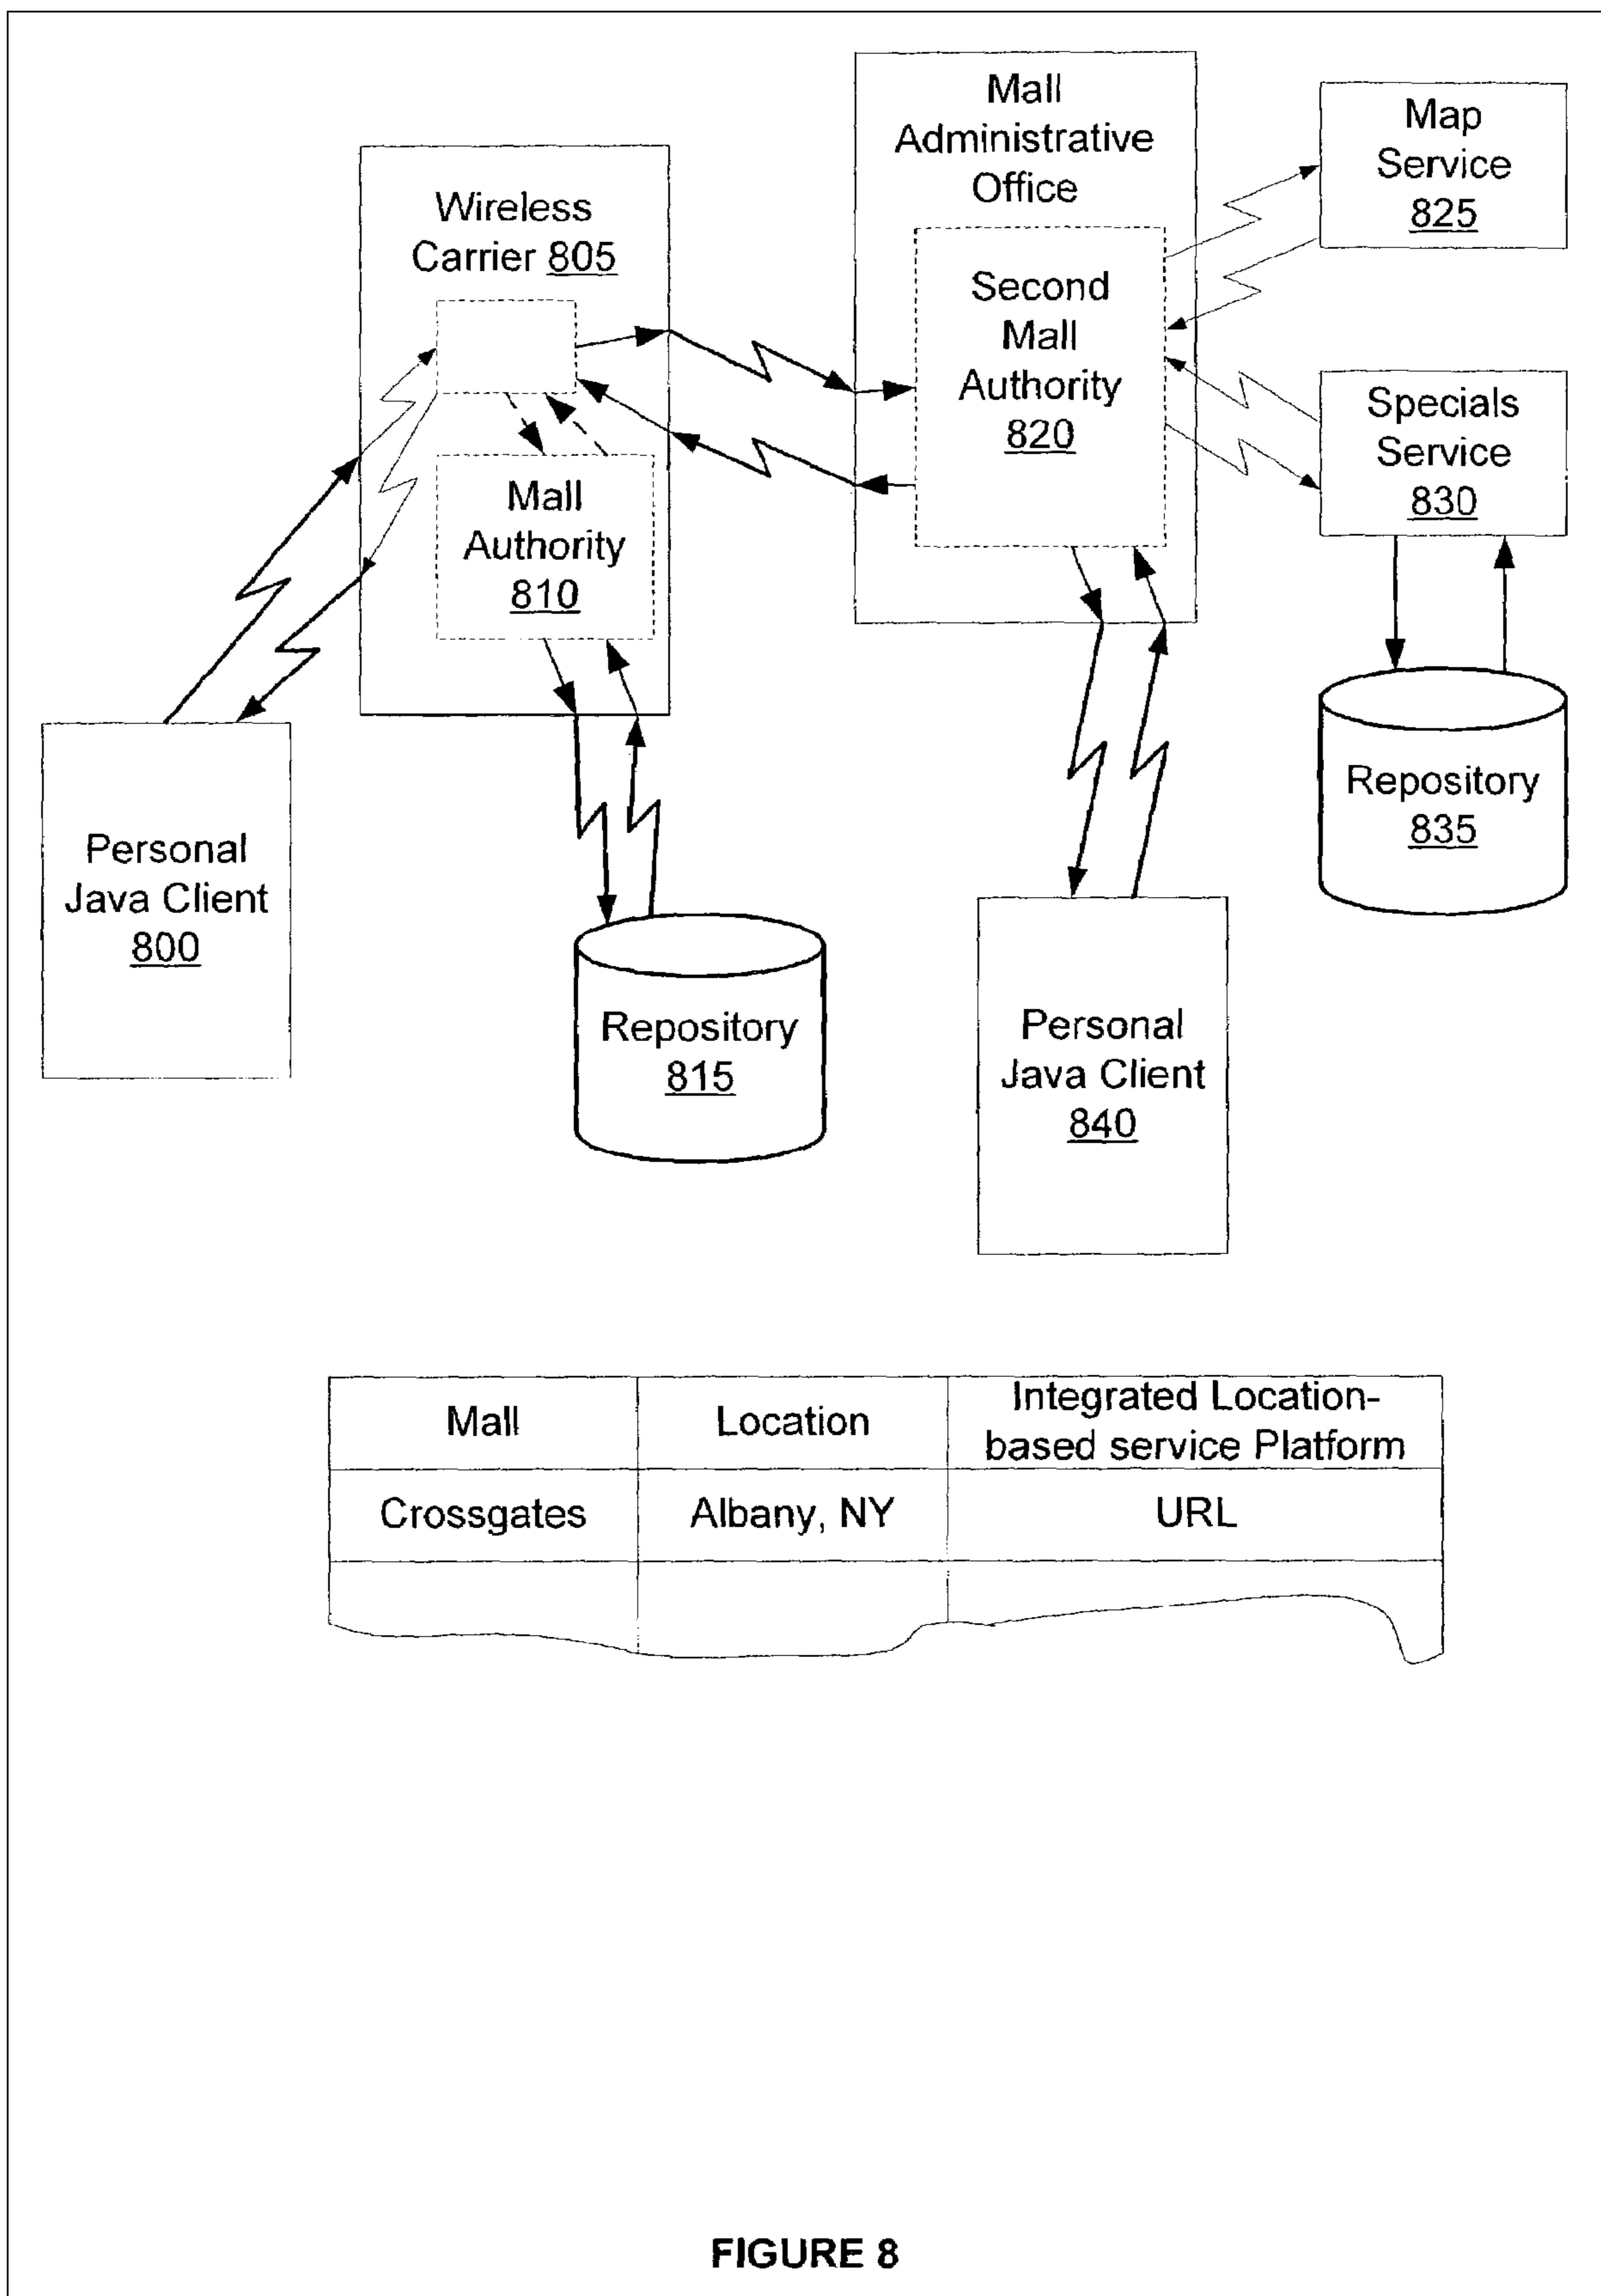 Mall
Administrative
Office
Map
Service
825
Wireless
Carrier 805
Second
Mall
Authority
820
Specials
Service
830
Mall
Authority
810
Repository
835
Personal
Java Client
800
Repository
815
Personal
Java Client
840
Mall
Location
Integrated Location-
based service Platform
Crossgates
Albany, NY
URL
FIGURE 8